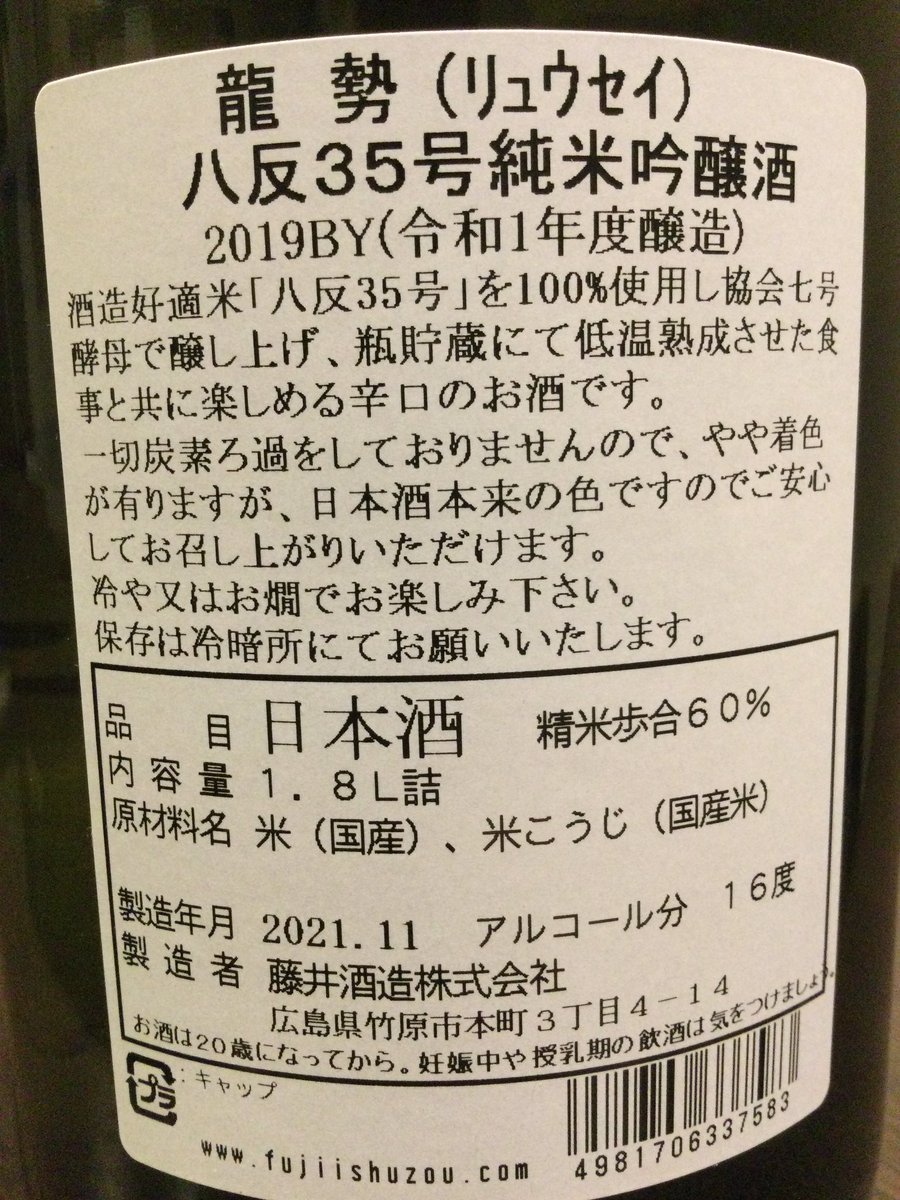 龍 勢（リュウセイ）
八反35号純米吟醸酒
2019BY(令和1年度醸造)
酒造好適米「八反35号」を100%使用し協会七号
酵母で醸し上げ、瓶貯蔵にて低温熟成させた食
事と共に楽しめる辛口のお酒です。
一切炭素ろ過をしておりませんので、やや着色
が有りますが、日本酒本来の色ですのでご安心
してお召し上がりいただけます。
冷や又はお燗でお楽しみ下さい。
保存は冷暗所にてお願いいたします。
品 目 日本酒 精米歩合60%
内容量 1.8L詰
原材料名 米（国産）、米こうじ（国産米）
製造年月 2021.11 アルコール分 16度
製造者 藤井酒造株式会社
広島県竹原市本町3丁目4-14
お酒は20歳になってから。妊娠中や授乳期の飲酒は気をつけましょう。
プラ:キャップ
www.fujiishuzou.com
4981706337583